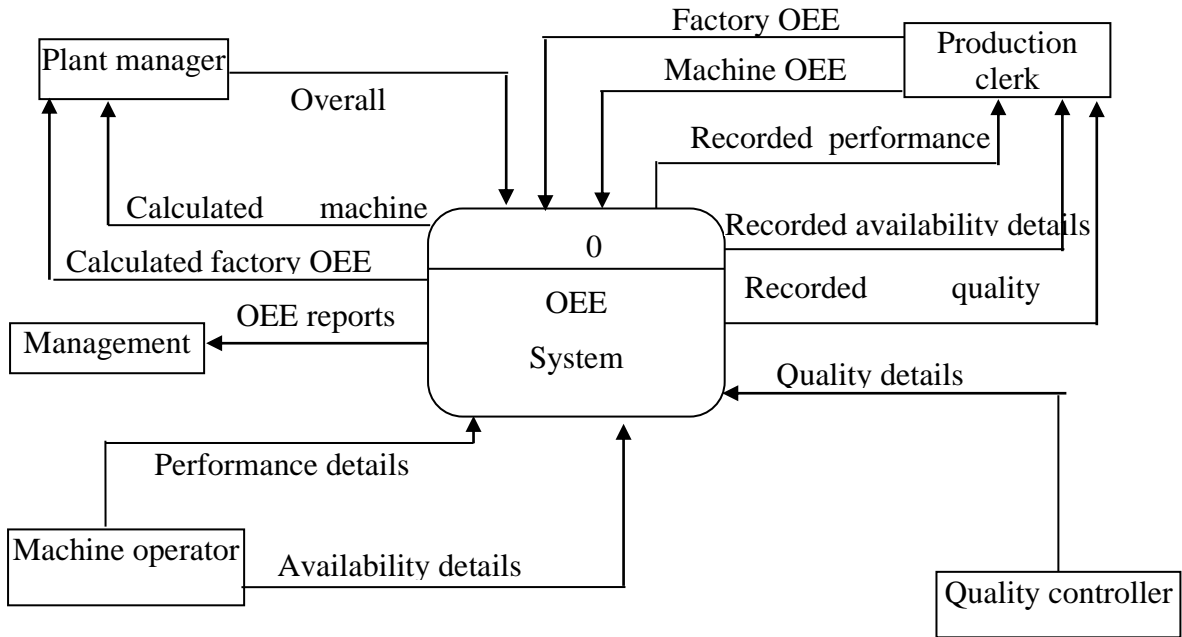 Factory OEE
Production
clerk
Plant manager
Machine OEE
Overall
Recorded performance
Calculated machine
Recorded availability details
0
Calculated factory OEE
Recorded quality
OEE
System
OEE reports
Management
Quality details
Performance details
Machine operator
Availability details
Quality controller